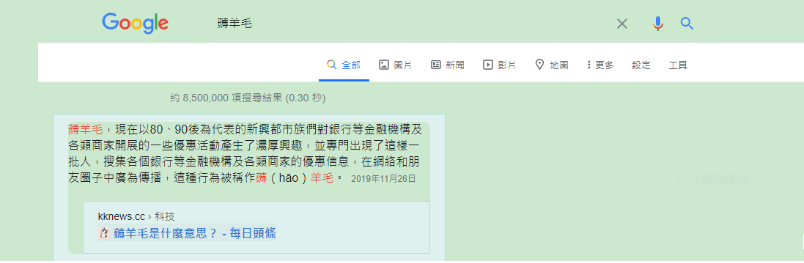 Google
薅羊毛
全部 圖片 新聞 影片 地圖 更多 設定 工具
約 8,500,000 項搜尋結果 (0.30 秒)
薅羊毛，現在以80、90後為代表的新興都市族們對銀行等金融機構及
各類商家開展的一些優惠活動產生了濃厚興趣，並專門出現了這樣一
批人，搜集各個銀行等金融機構及各類商家的優惠信息，在網絡和朋
友圈子中廣為傳播，這種行為被稱作薅（hāo）羊毛。 2019年11月26日
kknews.cc › 科技
薅羊毛是什麼意思？ - 每日頭條